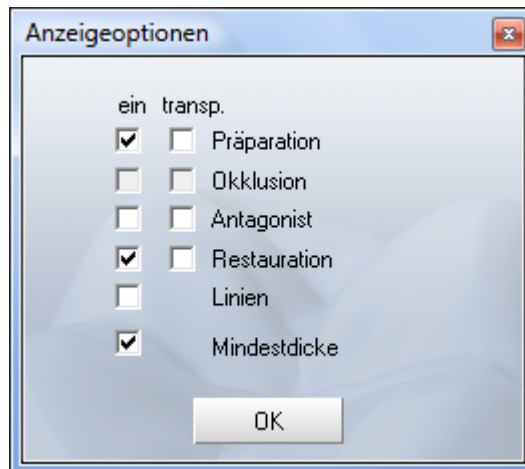 Anzeigeoptionen
ein transp.
Präparation
Okklusion
Antagonist
Restauration
Linien
Mindestdicke
OK